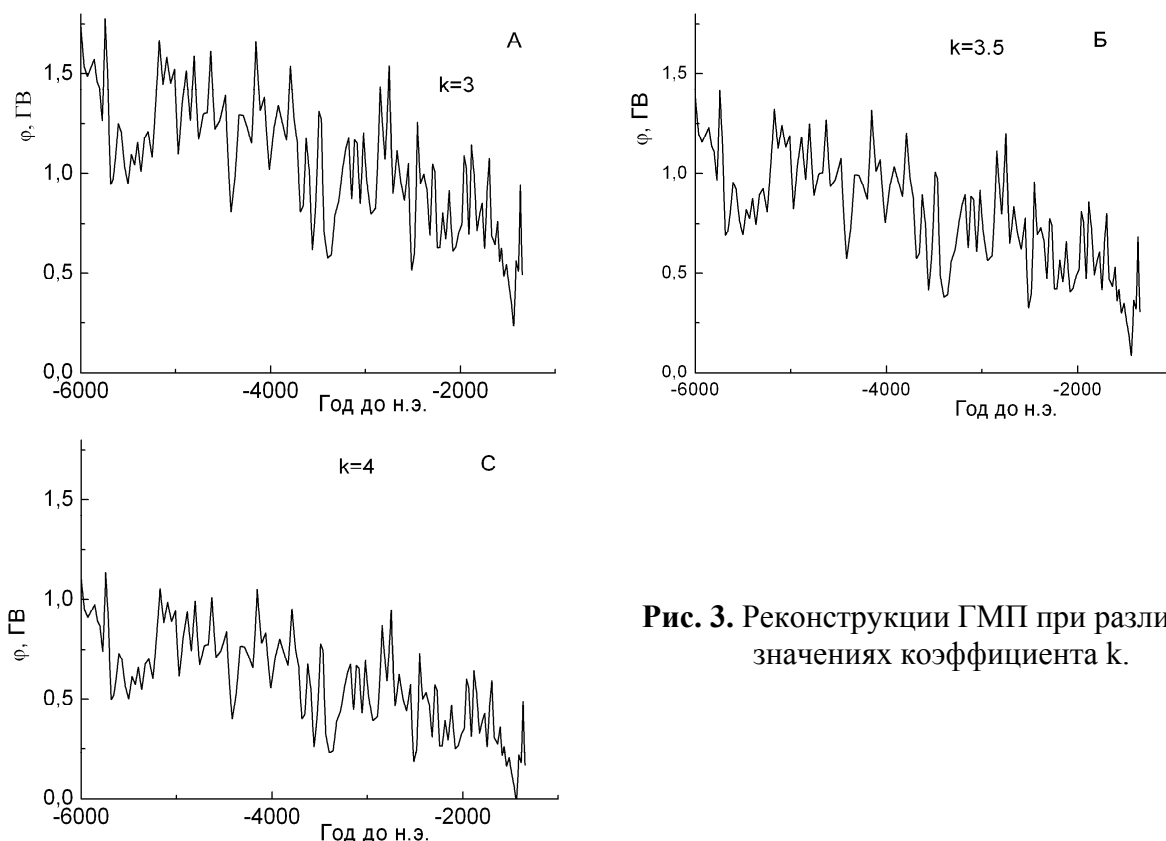 А
k=3
φ, ГВ
1,5
1,0
0,5
0,0
-6000
-4000
-2000
Год до н.э.
Б
k=3.5
φ, ГВ
1,5
1,0
0,5
0,0
-6000
-4000
-2000
Год до н.э.
С
k=4
φ, ГВ
1,5
1,0
0,5
0,0
-6000
-4000
-2000
Год до н.э.
Рис. 3. Реконструкции ГМП при разли
значениях коэффициента k.